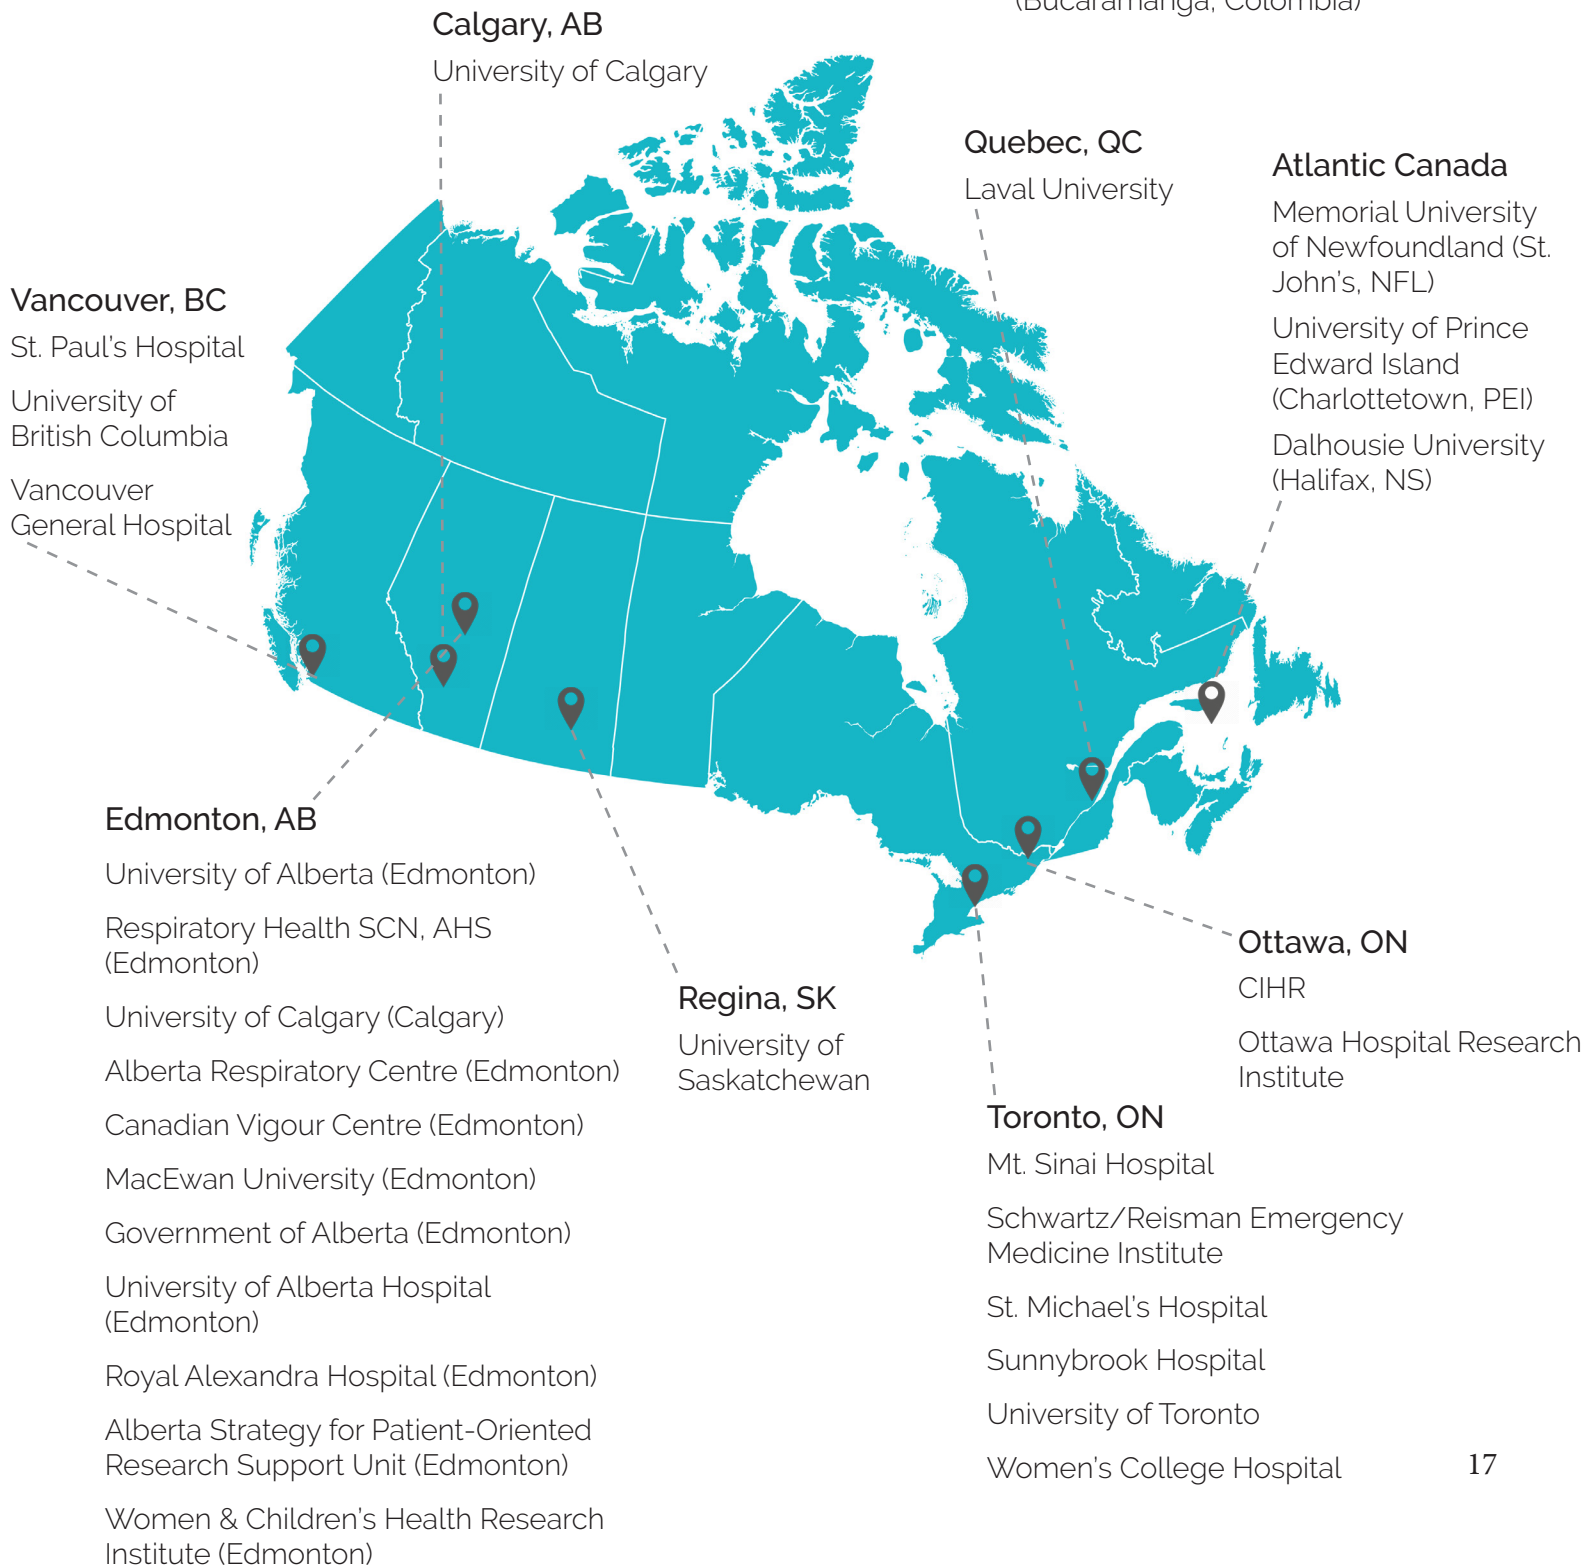 (Bucaramanga, Colombia)
Calgary, AB
University of Calgary
Quebec, QC
Laval University
Atlantic Canada
Memorial University
of Newfoundland (St.
John's, NFL)
University of Prince
Edward Island
(Charlottetown, PEI)
Dalhousie University
(Halifax, NS)
Vancouver, BC
St. Paul's Hospital
University of
British Columbia
Vancouver
General Hospital
Edmonton, AB
University of Alberta (Edmonton)
Respiratory Health SCN, AHS
(Edmonton)
University of Calgary (Calgary)
Alberta Respiratory Centre (Edmonton)
Canadian Vigour Centre (Edmonton)
MacEwan University (Edmonton)
Government of Alberta (Edmonton)
University of Alberta Hospital
(Edmonton)
Royal Alexandra Hospital (Edmonton)
Alberta Strategy for Patient-Oriented
Research Support Unit (Edmonton)
Women & Children's Health Research
Institute (Edmonton)
Regina, SK
University of
Saskatchewan
Ottawa, ON
CIHR
Ottawa Hospital Research
Institute
Toronto, ON
Mt. Sinai Hospital
Schwartz/Reisman Emergency
Medicine Institute
St. Michael's Hospital
Sunnybrook Hospital
University of Toronto
Women's College Hospital
17